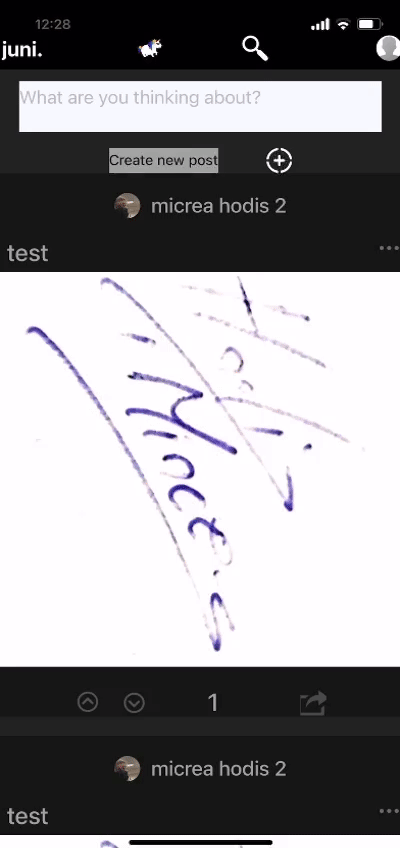 12:28
juni.
What are you thinking about?
Create new post
micrea hodis 2
test
1
micrea hodis 2
test